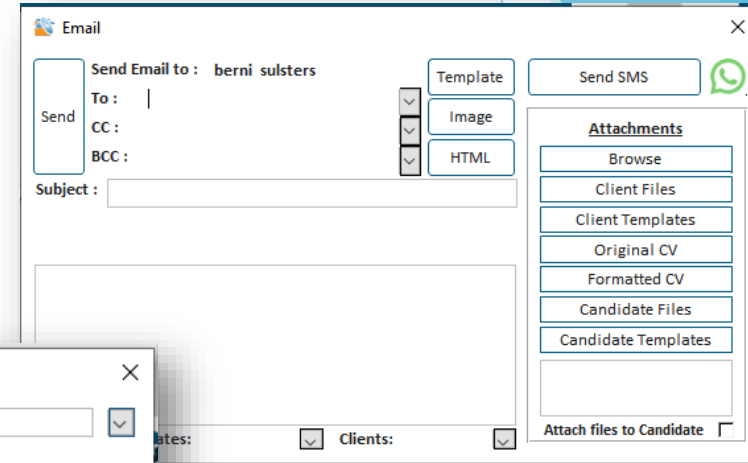 Email
Send Email to : berni sulsters
Send
To :
CC :
BCC :
Template
Image
HTML
Send SMS
Subject :
Attachments
Browse
Client Files
Client Templates
Original CV
Formatted CV
Candidate Files
Candidate Templates
Attach files to Candidate
ates:
Clients: